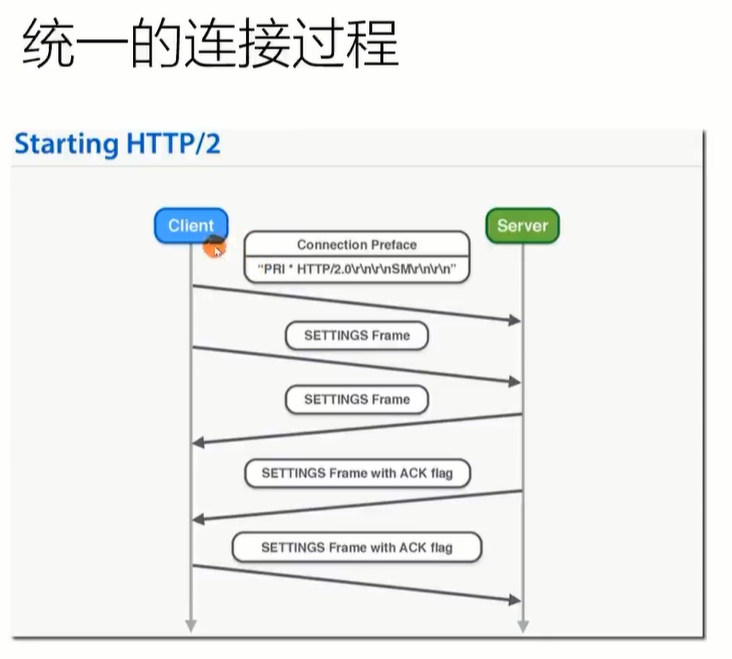 统一的连接过程
Starting HTTP/2
Client
Server
Connection Preface
“PRI * HTTP/2.0\r\n\r\nSM\r\n\r\n”
SETTINGS Frame
SETTINGS Frame
SETTINGS Frame with ACK flag
SETTINGS Frame with ACK flag